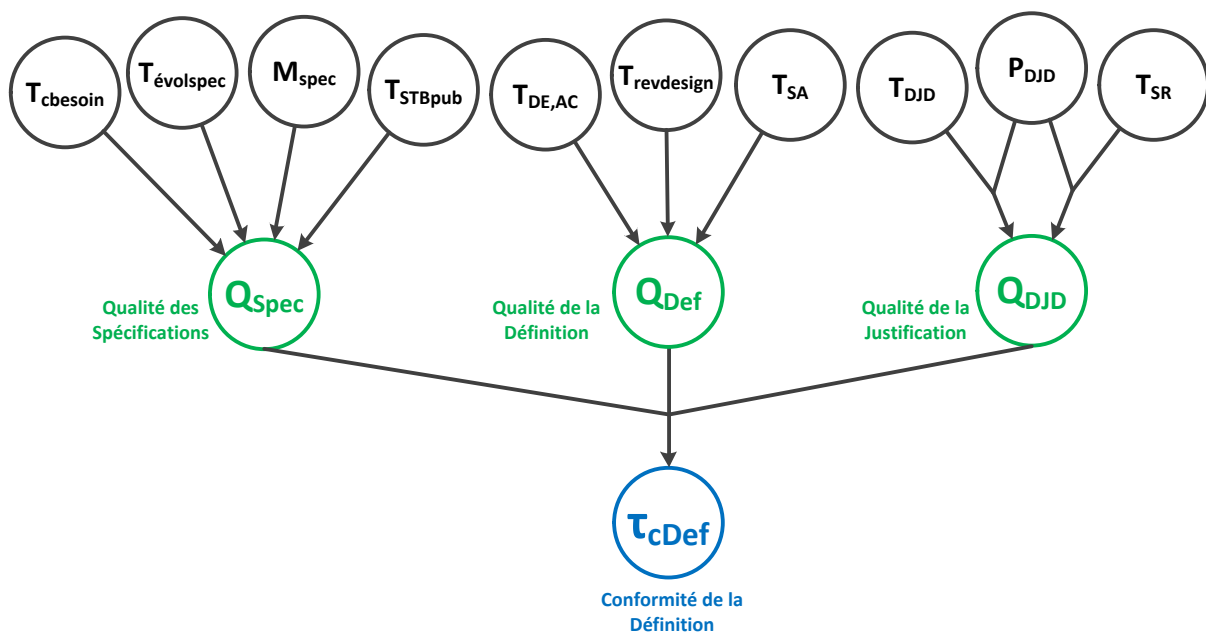 Tcbesoin
Tévolspec
Mspec
TSTBpub
TDE,AC
Trevdesign
TSA
TDJD
PDJD
TSR
QSpec
Qualité des
Spécifications
QDef
Qualité de la
Définition
QDJD
Qualité de la
Justification
τcDef
Conformité de la
Définition